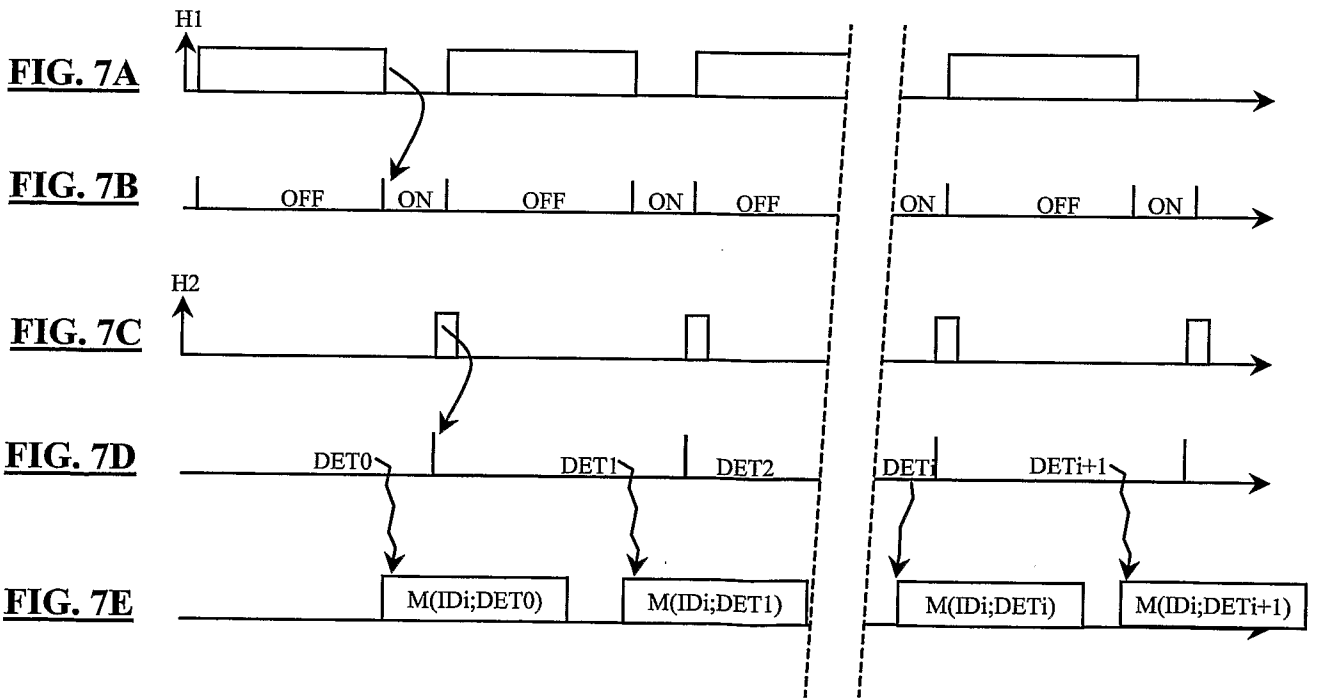 H1
FIG. 7A
FIG. 7B
OFF ON OFF ON OFF ON OFF ON
H2
FIG. 7C
FIG. 7D
DET0 DET1 DET2 DETi DETi+1
FIG. 7E
M(IDi;DET0) M(IDi;DET1) M(IDi;DETi) M(IDi;DETi+1)